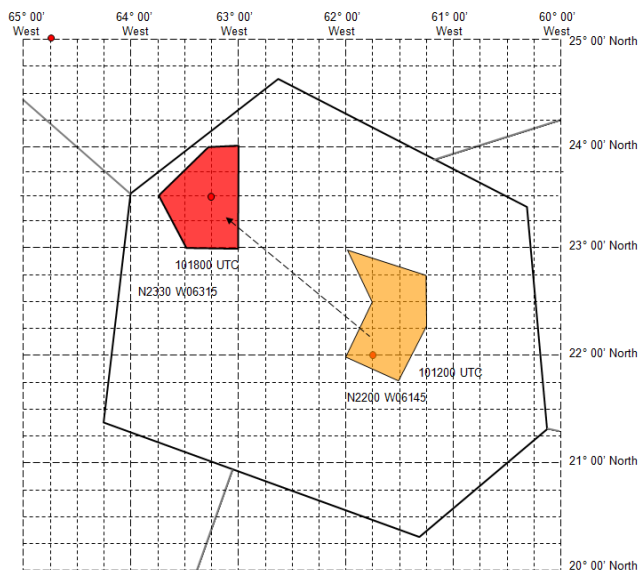 65° 00' 64° 00' 63° 00' 62° 00' 61° 00' 60° 00'
West West West West West West
25° 00' North
24° 00' North
23° 00' North
101800 UTC
N2330 W06315
22° 00' North
101200 UTC
N2200 W06145
21° 00' North
20° 00' North